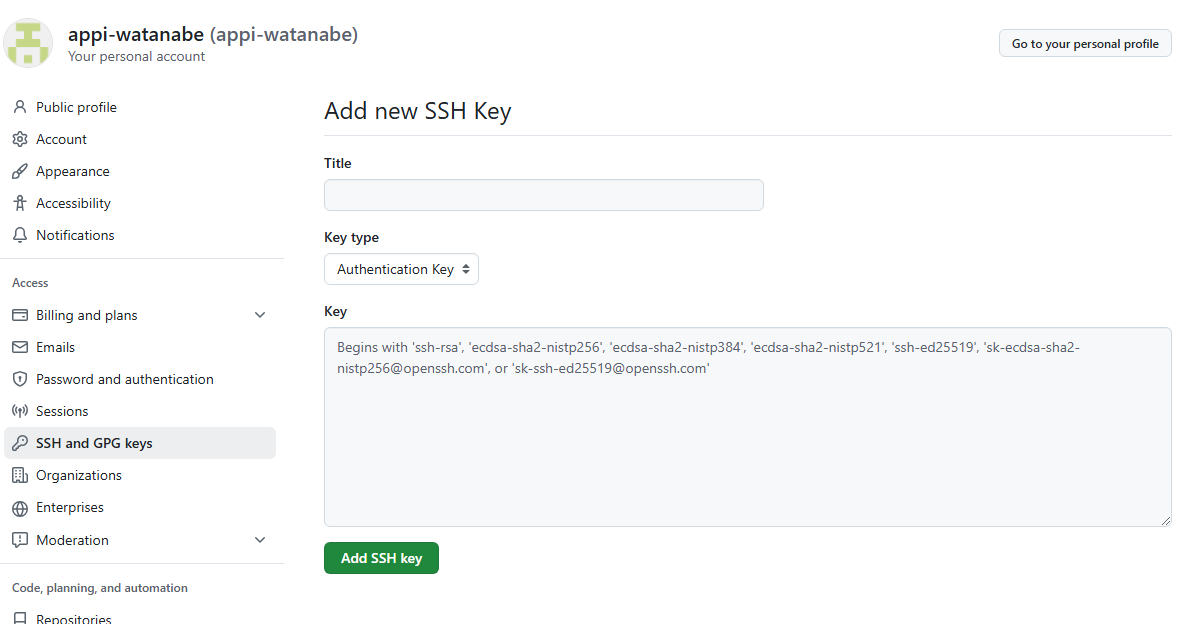 appi-watanabe (appi-watanabe)
Your personal account
Go to your personal profile
Public profile
Account
Appearance
Accessibility
Notifications
Access
Billing and plans
Emails
Password and authentication
Sessions
SSH and GPG keys
Organizations
Enterprises
Moderation
Code, planning, and automation
Repositories
Add new SSH Key
Title
Key type
Authentication Key
Key
Begins with 'ssh-rsa', 'ecdsa-sha2-nistp256', 'ecdsa-sha2-nistp384', 'ecdsa-sha2-nistp521', 'ssh-ed25519', 'sk-ecdsa-sha2-
nistp256@openssh.com', or 'sk-ssh-ed25519@openssh.com'
Add SSH key